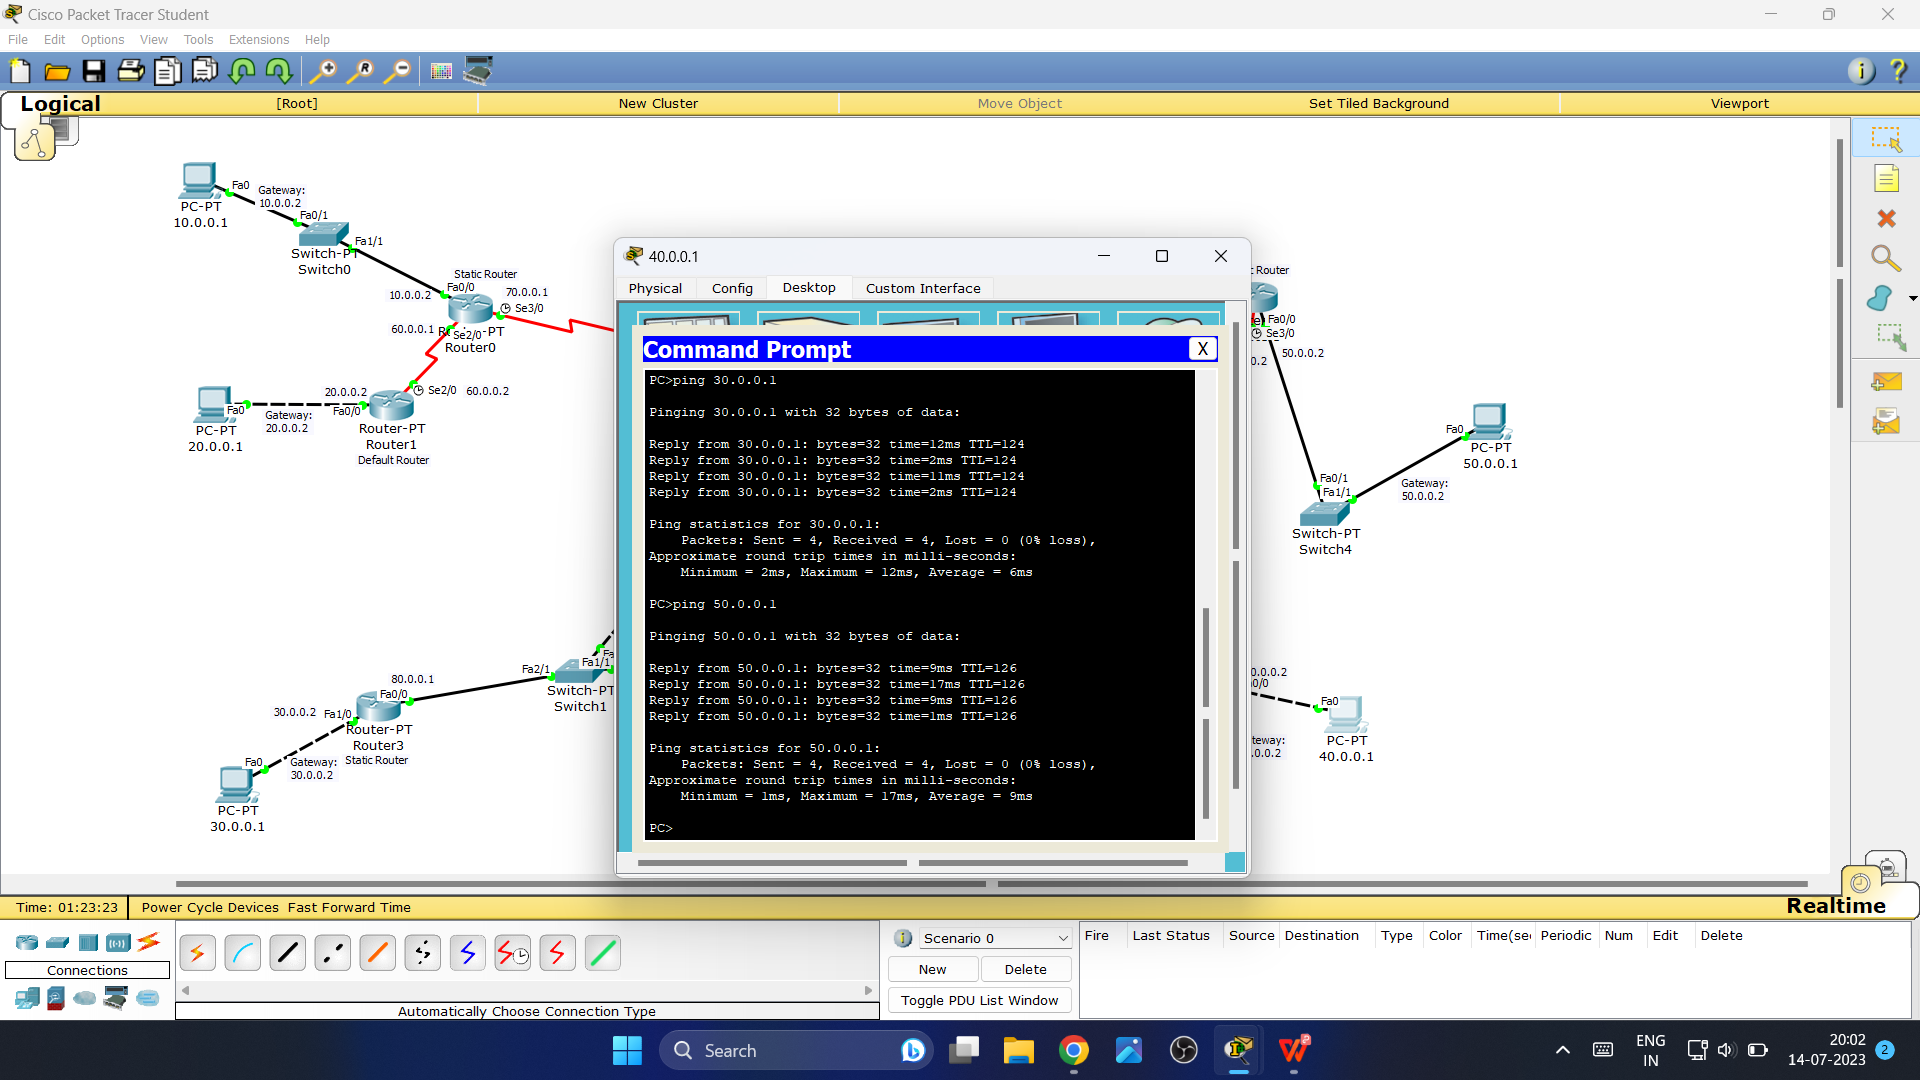 Cisco Packet Tracer Student
File Edit Options View Tools Extensions Help
Logical [Root] New Cluster Move Object Set Tiled Background Viewport
PC-PT
10.0.0.1
Fa0
Gateway:
10.0.0.2
Fa0/1
Fa1/1
Switch-PT
Switch0
Static Router
Fa0/0
10.0.0.2
70.0.0.1
Se3/0
60.0.0.1
Se2/0
-PT
Router0
Se2/0
60.0.0.2
20.0.0.2
Fa0/0
Fa0
Gateway:
20.0.0.2
PC-PT
20.0.0.1
Router-PT
Router1
Default Router
Fa2/1
Fa1/1
Switch-PT
Switch1
80.0.0.1
Fa0/0
30.0.0.2
Fa1/0
Router-PT
Router3
Static Router
Fa0
Gateway:
30.0.0.2
PC-PT
30.0.0.1
40.0.0.1
Physical Config Desktop Custom Interface
Command Prompt X
PC>ping 30.0.0.1
Pinging 30.0.0.1 with 32 bytes of data:
Reply from 30.0.0.1: bytes=32 time=12ms TTL=124
Reply from 30.0.0.1: bytes=32 time=2ms TTL=124
Reply from 30.0.0.1: bytes=32 time=11ms TTL=124
Reply from 30.0.0.1: bytes=32 time=2ms TTL=124
Ping statistics for 30.0.0.1:
Packets: Sent = 4, Received = 4, Lost = 0 (0% loss),
Approximate round trip times in milli-seconds:
Minimum = 2ms, Maximum = 12ms, Average = 6ms
PC>ping 50.0.0.1
Pinging 50.0.0.1 with 32 bytes of data:
Reply from 50.0.0.1: bytes=32 time=9ms TTL=126
Reply from 50.0.0.1: bytes=32 time=17ms TTL=126
Reply from 50.0.0.1: bytes=32 time=9ms TTL=126
Reply from 50.0.0.1: bytes=32 time=1ms TTL=126
Ping statistics for 50.0.0.1:
Packets: Sent = 4, Received = 4, Lost = 0 (0% loss),
Approximate round trip times in milli-seconds:
Minimum = 1ms, Maximum = 17ms, Average = 9ms
PC>
Router
Fa0/0
Se3/0
50.0.0.2
Fa0
PC-PT
50.0.0.1
Gateway:
50.0.0.2
Fa0/1
Fa1/1
Switch-PT
Switch4
Fa0
PC-PT
40.0.0.1
Time: 01:23:23 Power Cycle Devices Fast Forward Time Realtime
Connections
Automatically Choose Connection Type
Scenario 0
New Delete
Toggle PDU List Window
Fire Last Status Source Destination Type Color Time(sec Periodic Num Edit Delete
Search
ENG
IN
20:02
14-07-2023
2